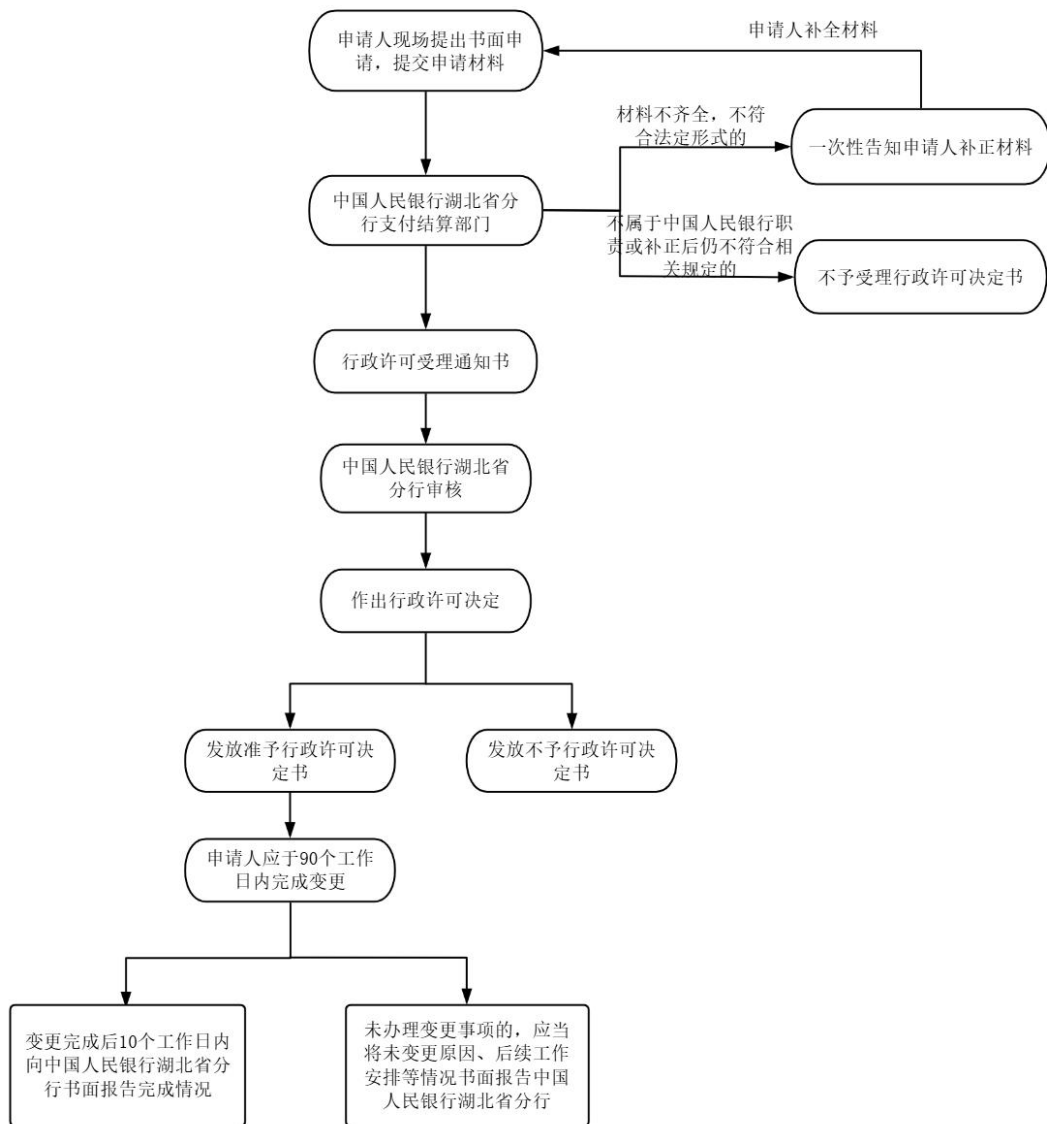 申请人现场提出书面申
请，提交申请材料
申请人补全材料
材料不齐全，不符
合法定形式的
一次性告知申请人补正材料
中国人民银行湖北省分
行支付结算部门
不属于中国人民银行职
责或补正后仍不符合相
关规定的
不予受理行政许可决定书
行政许可受理通知书
中国人民银行湖北省
分行审核
作出行政许可决定
发放准予行政许可决
定书
发放不予行政许可决
定书
申请人应于90个工作
日内完成变更
变更完成后10个工作日内
向中国人民银行湖北省分
行书面报告完成情况
未办理变更事项的，应当
将未变更原因、后续工作
安排等情况书面报告中国
人民银行湖北省分行